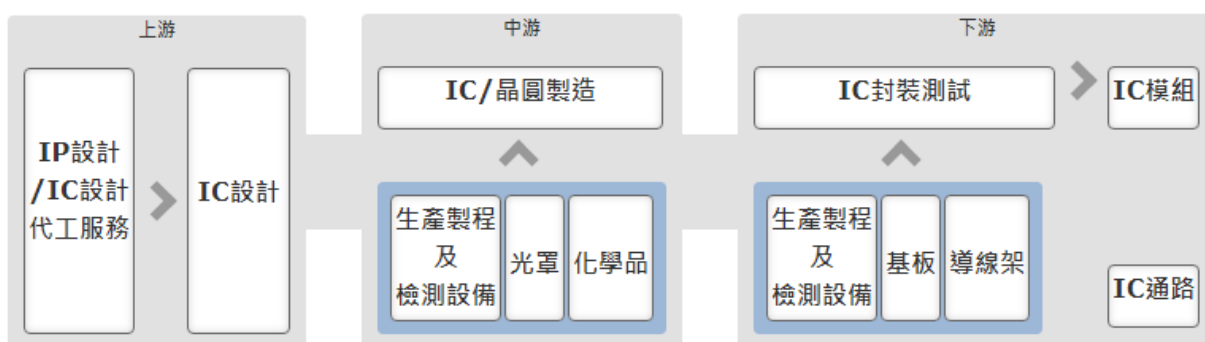 上游
IP設計
/IC設計
代工服務
IC設計
中游
IC/晶圓製造
生產製程
及
檢測設備
光罩
化學品
下游
IC封裝測試
IC模組
生產製程
及
檢測設備
基板
導線架
IC通路